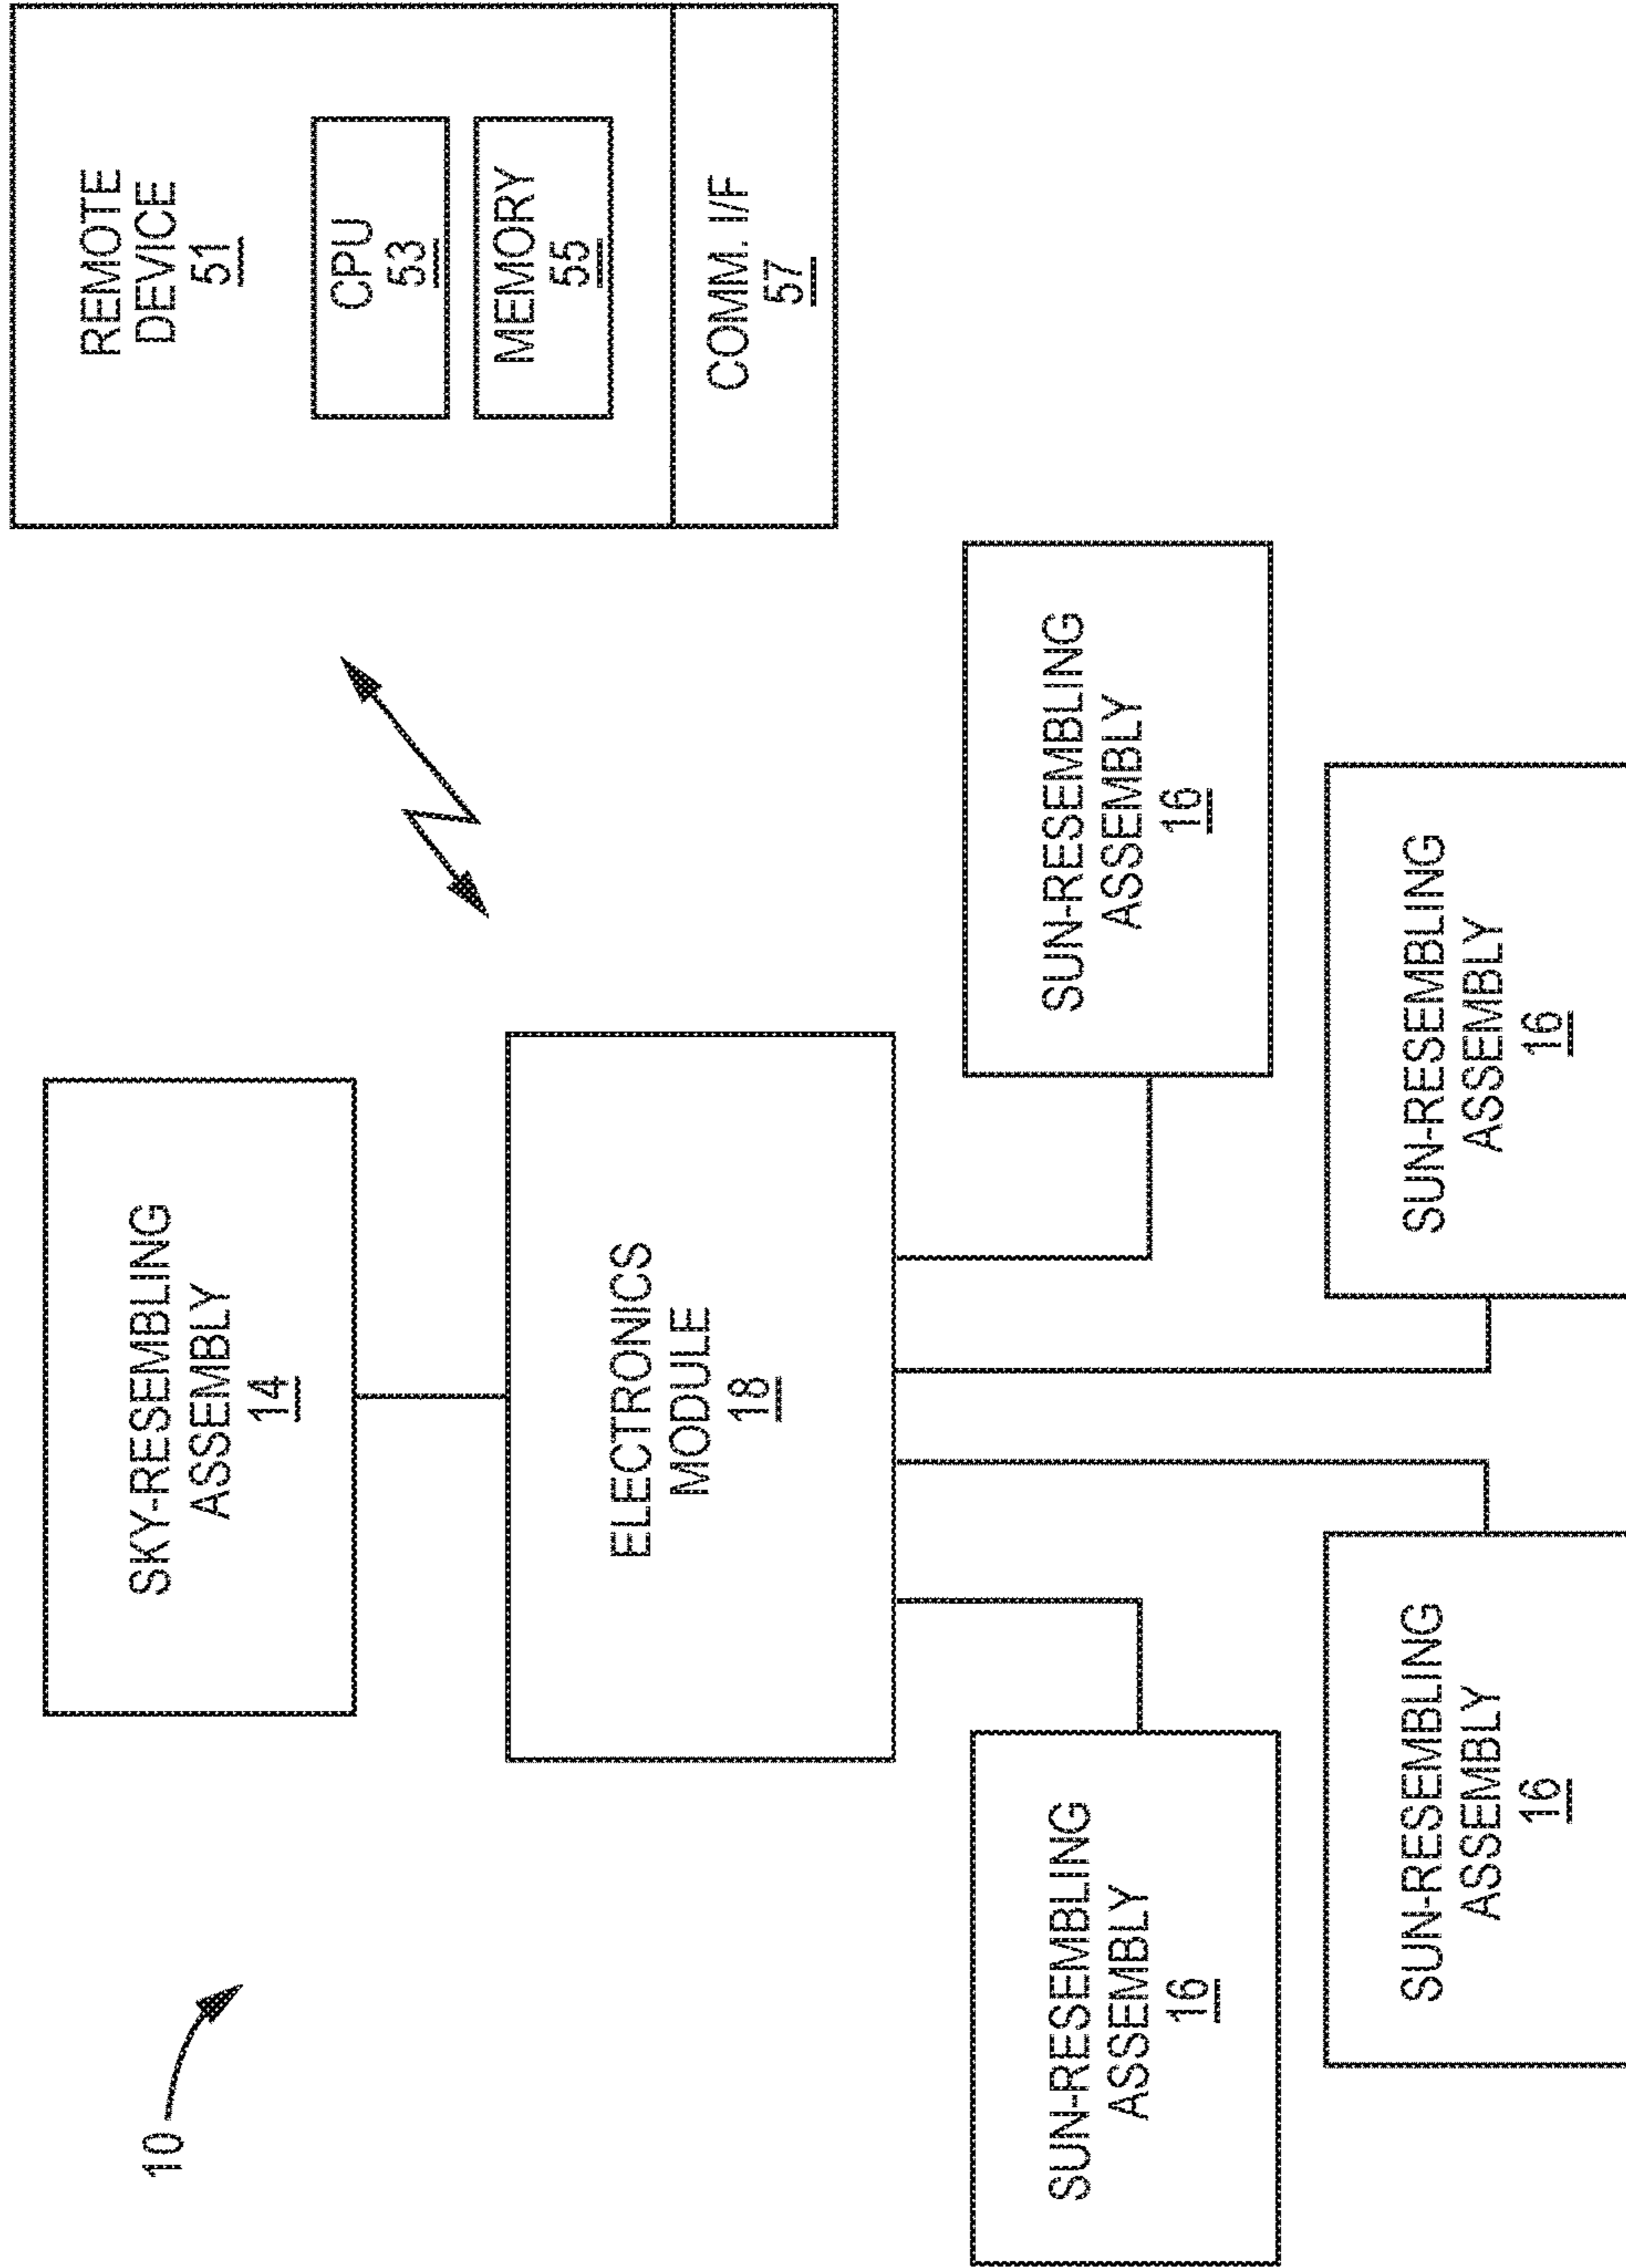 10
SKY-RESEMBLING
ASSEMBLY
14
REMOTE
DEVICE
51
CPU
53
MEMORY
55
COMM. I/F
57
ELECTRONICS
MODULE
18
SUN-RESEMBLING
ASSEMBLY
16
SUN-RESEMBLING
ASSEMBLY
16
SUN-RESEMBLING
ASSEMBLY
16
SUN-RESEMBLING
ASSEMBLY
16